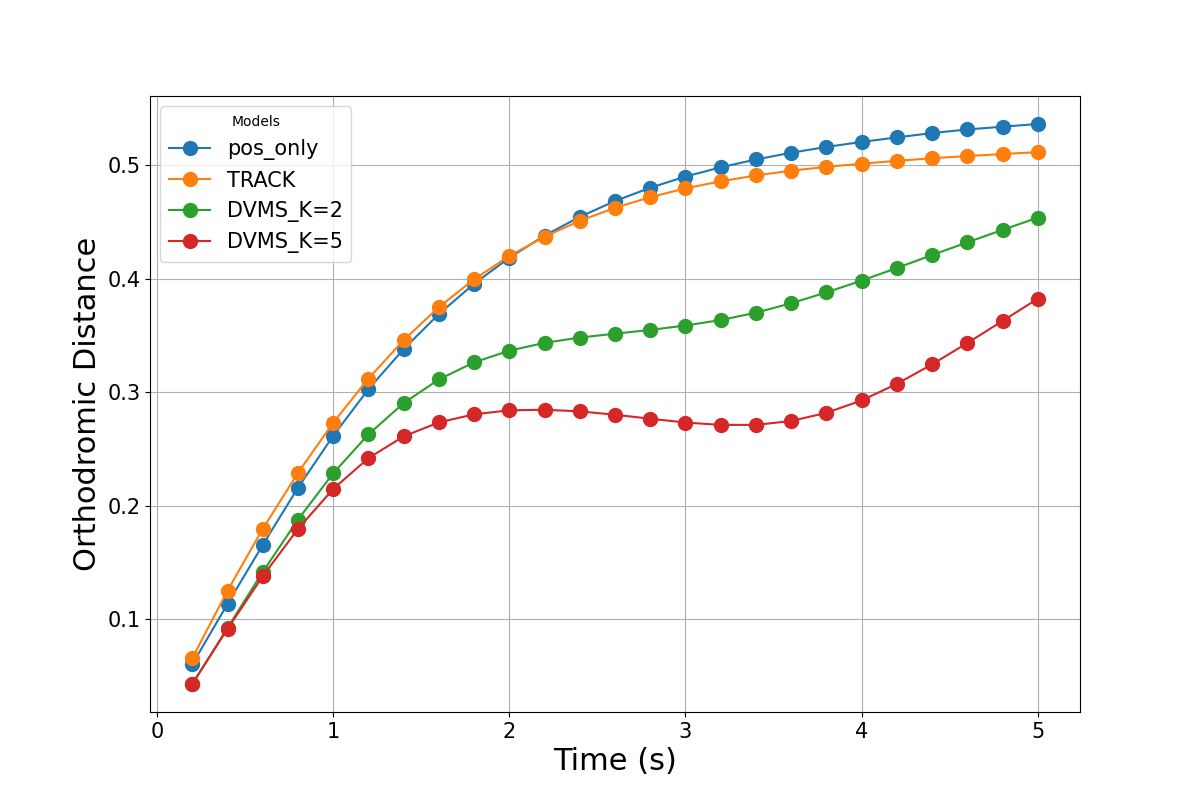 Models
pos_only
TRACK
DVMS_K=2
DVMS_K=5
Orthodromic Distance
0.5
0.4
0.3
0.2
0.1
0 1 2 3 4 5
Time (s)